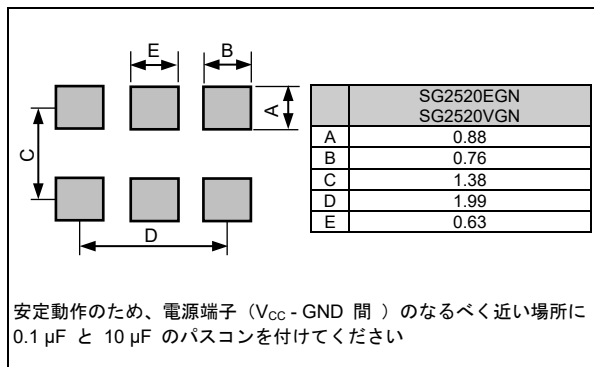 E
B
A
C
D
SG2520EGN
SG2520VGN
A 0.88
B 0.76
C 1.38
D 1.99
E 0.63
安定動作のため、電源端子（VCC - GND 間 ）のなるべく近い場所に
0.1 µF と 10 µF のパスコンを付けてください